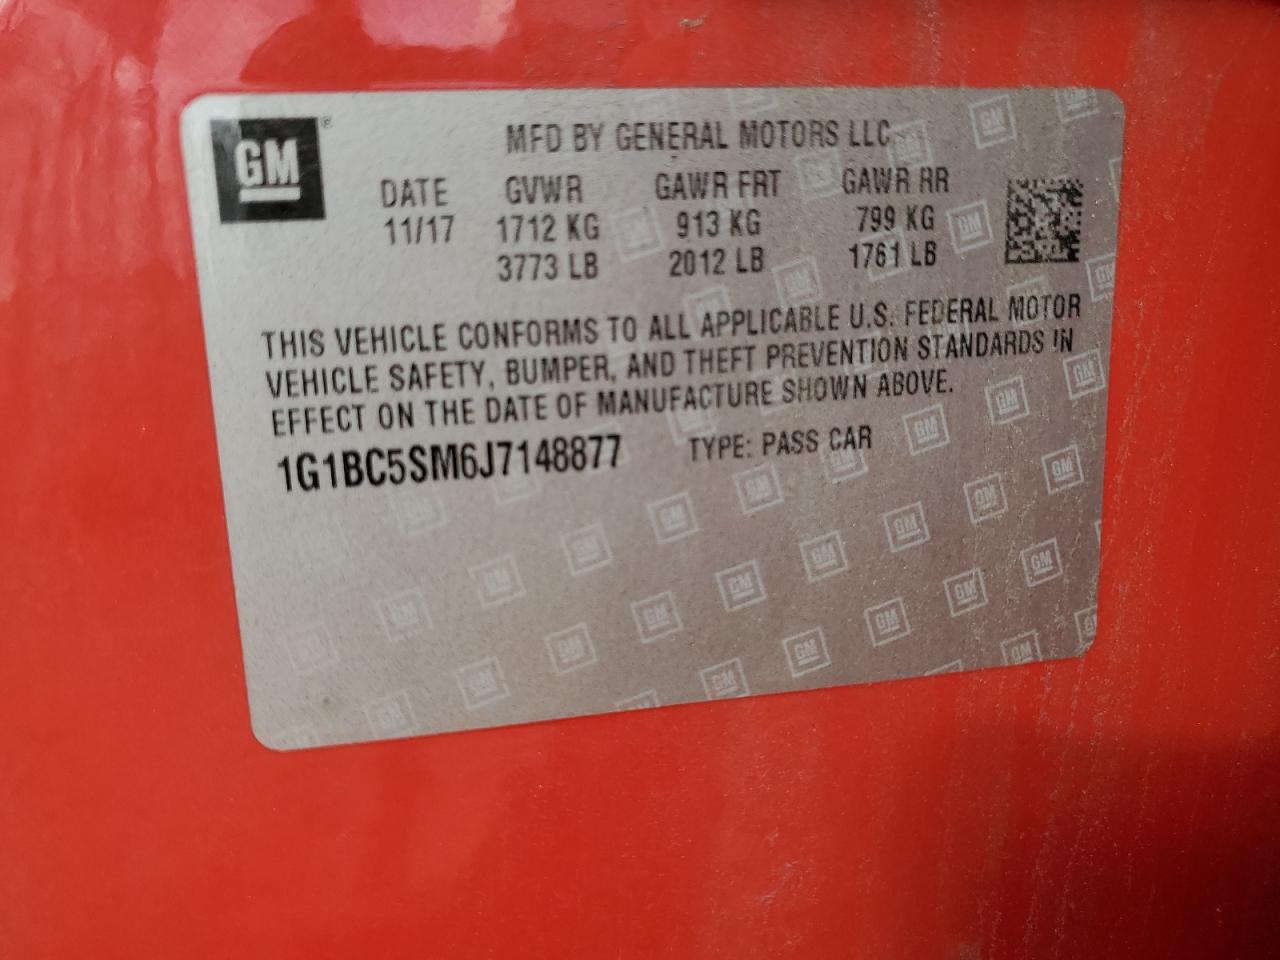 GM
MFD BY GENERAL MOTORS LLC
DATE GVWR GAWR FRT GAWR RR
11/17 1712 KG 913 KG 799 KG
3773 LB 2012 LB 1761 LB
THIS VEHICLE CONFORMS TO ALL APPLICABLE U.S. FEDERAL MOTOR
VEHICLE SAFETY, BUMPER, AND THEFT PREVENTION STANDARDS IN
EFFECT ON THE DATE OF MANUFACTURE SHOWN ABOVE.
1G1BC5SM6J7148877 TYPE: PASS CAR